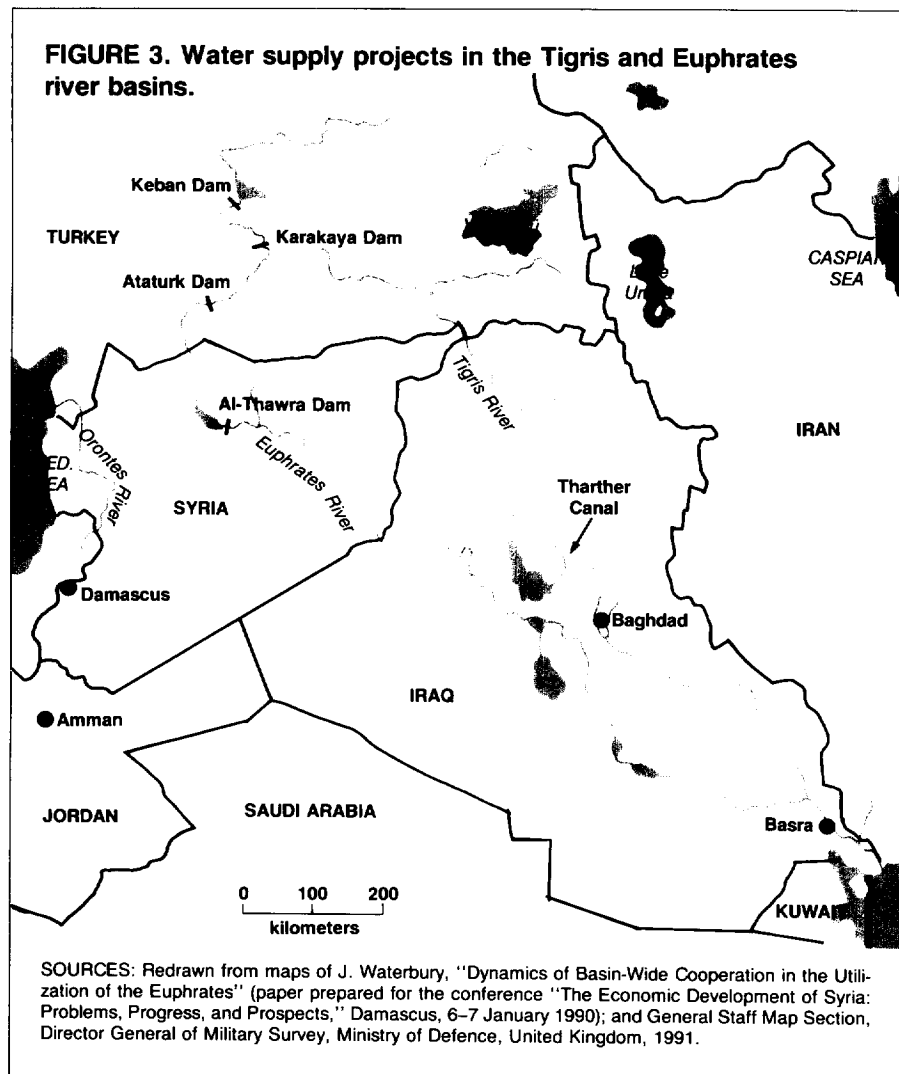 FIGURE 3. Water supply projects in the Tigris and Euphrates
river basins.
Keban Dam
TURKEY
Karakaya Dam
Ataturk Dam
CASPIAN
SEA
Al-Thawra Dam
Tigris River
Orontes
River
Euphrates River
IRAN
SYRIA
Tharther
Canal
Damascus
Baghdad
IRAQ
Amman
JORDAN
SAUDI ARABIA
Basra
0 100 200
kilometers
SOURCES: Redrawn from maps of J. Waterbury, "Dynamics of Basin-Wide Cooperation in the Utili-
zation of the Euphrates" (paper prepared for the conference "The Economic Development of Syria:
Problems, Progress, and Prospects," Damascus, 6–7 January 1990); and General Staff Map Section,
Director General of Military Survey, Ministry of Defence, United Kingdom, 1991.